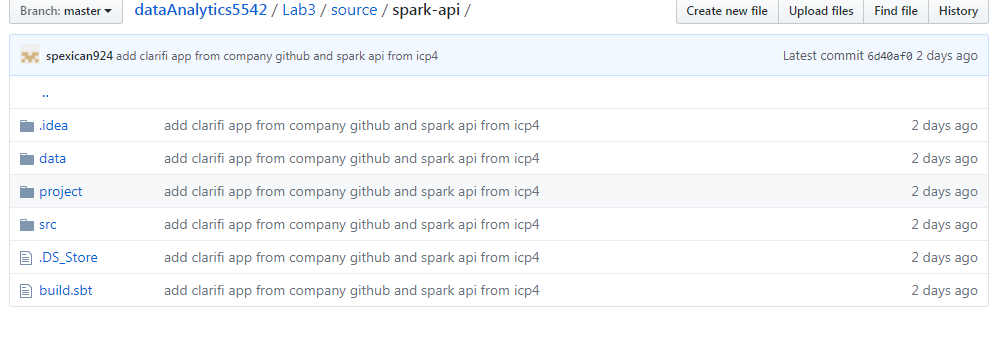 Branch: master dataAnalytics5542 / Lab3 / source / spark-api / Create new file Upload files Find file History
spexican924 add clarifi app from company github and spark api from icp4 Latest commit 6d40af0 2 days ago
..
.idea add clarifi app from company github and spark api from icp4 2 days ago
data add clarifi app from company github and spark api from icp4 2 days ago
project add clarifi app from company github and spark api from icp4 2 days ago
src add clarifi app from company github and spark api from icp4 2 days ago
.DS_Store add clarifi app from company github and spark api from icp4 2 days ago
build.sbt add clarifi app from company github and spark api from icp4 2 days ago